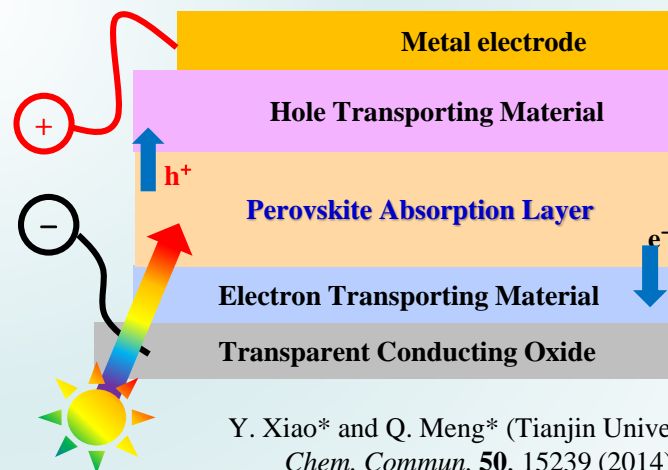 Metal electrode
+
Hole Transporting Material
h⁺
Perovskite Absorption Layer
−
e⁻
Electron Transporting Material
Transparent Conducting Oxide
Y. Xiao* and Q. Meng* (Tianjin
Chem. Commun. 50, 15239 (2014)